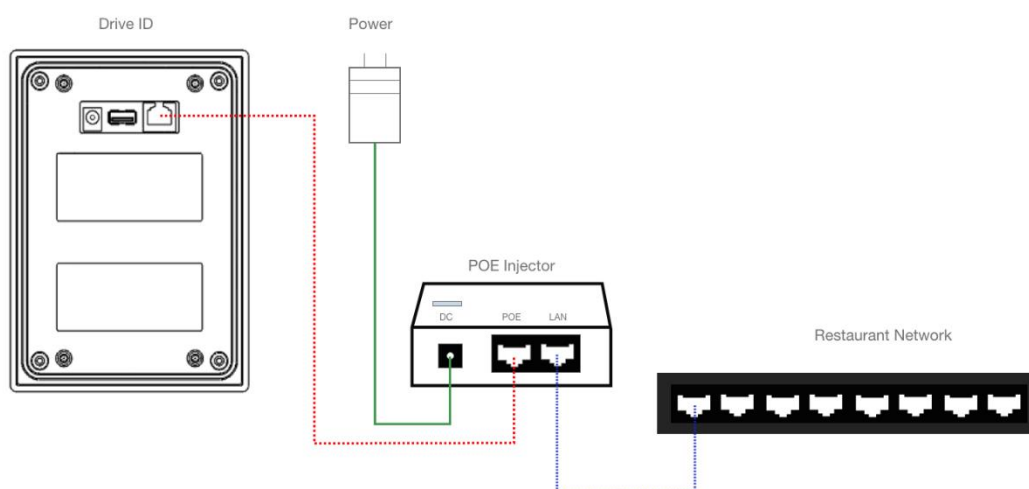 Drive ID
Power
POE Injector
DC
POE
LAN
Restaurant Network